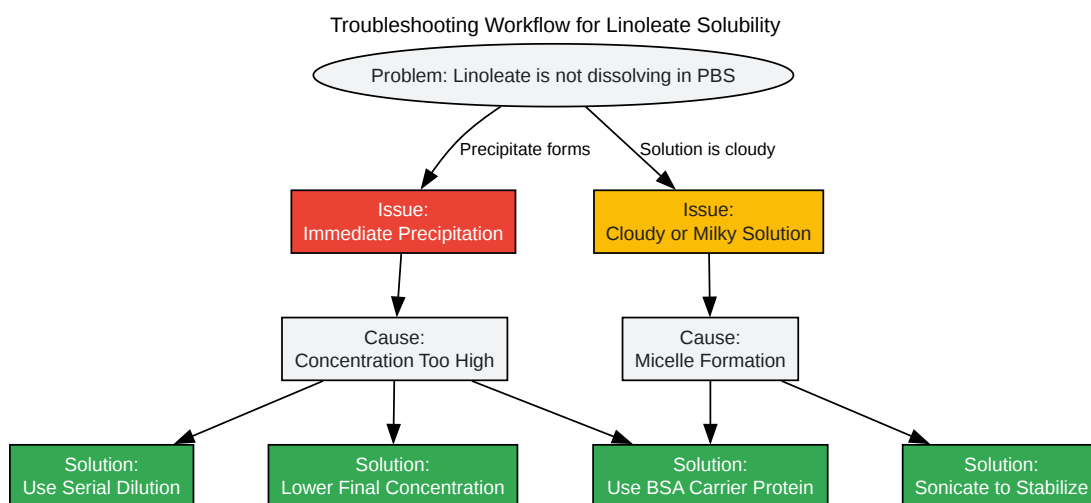 Troubleshooting Workflow for Linoleate Solubility
Problem: Linoleate is not dissolving in PBS
Precipitate forms
Solution is cloudy
Issue:
Immediate Precipitation
Issue:
Cloudy or Milky Solution
Cause:
Concentration Too High
Cause:
Micelle Formation
Solution:
Use Serial Dilution
Solution:
Lower Final Concentration
Solution:
Use BSA Carrier Protein
Solution:
Sonicate to Stabilize